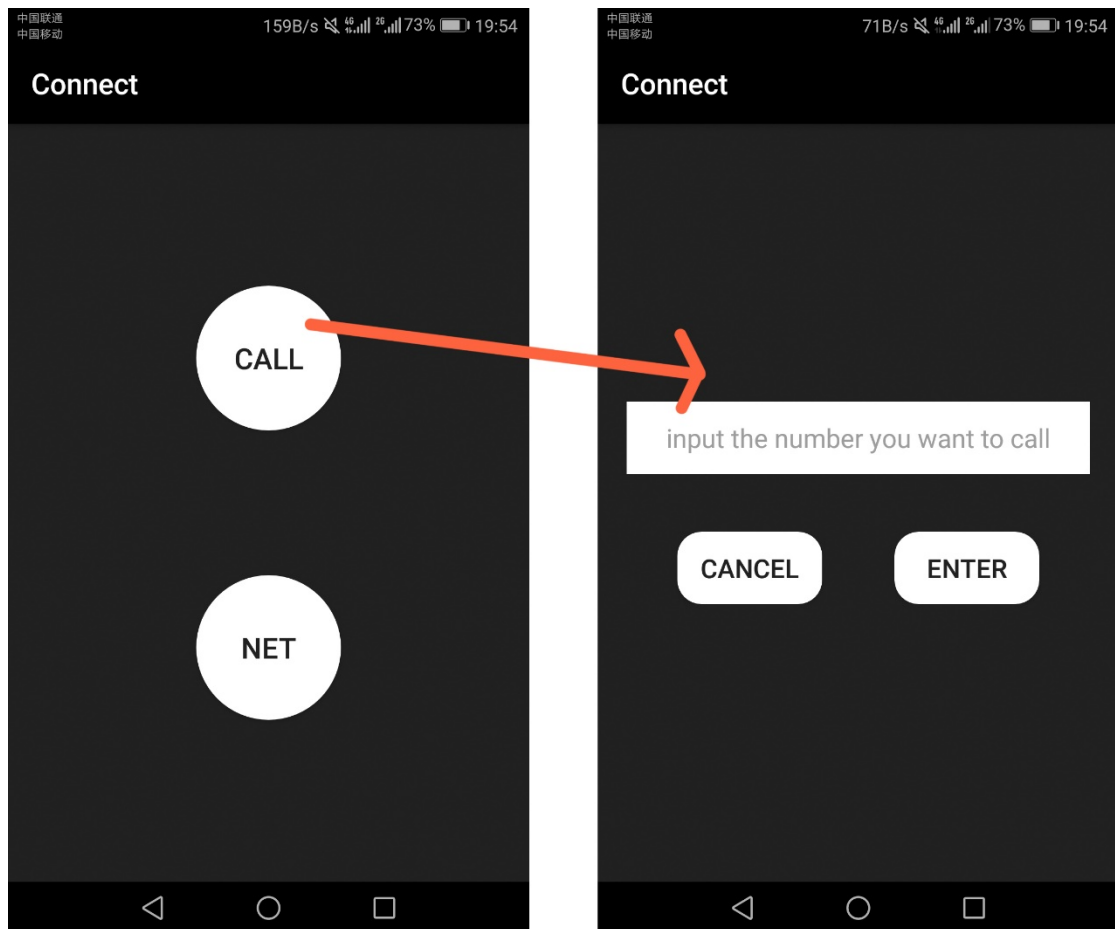 中国联通
中国移动
159B/s 4G 2G 73% 19:54
Connect
CALL
NET
中国联通
中国移动
71B/s 4G 2G 73% 19:54
Connect
input the number you want to call
CANCEL ENTER